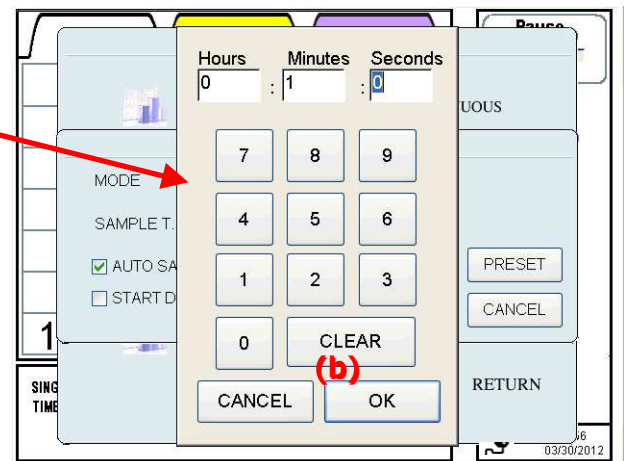 Pause
Hours Minutes Seconds
0 : 1 : 0
UOUS
7 8 9
MODE
4 5 6
SAMPLE T.
AUTO SA
PRESET
1 2 3
START D
CANCEL
1
0 CLEAR
(b)
CANCEL OK
RETURN
SING
TIME
03/30/2012